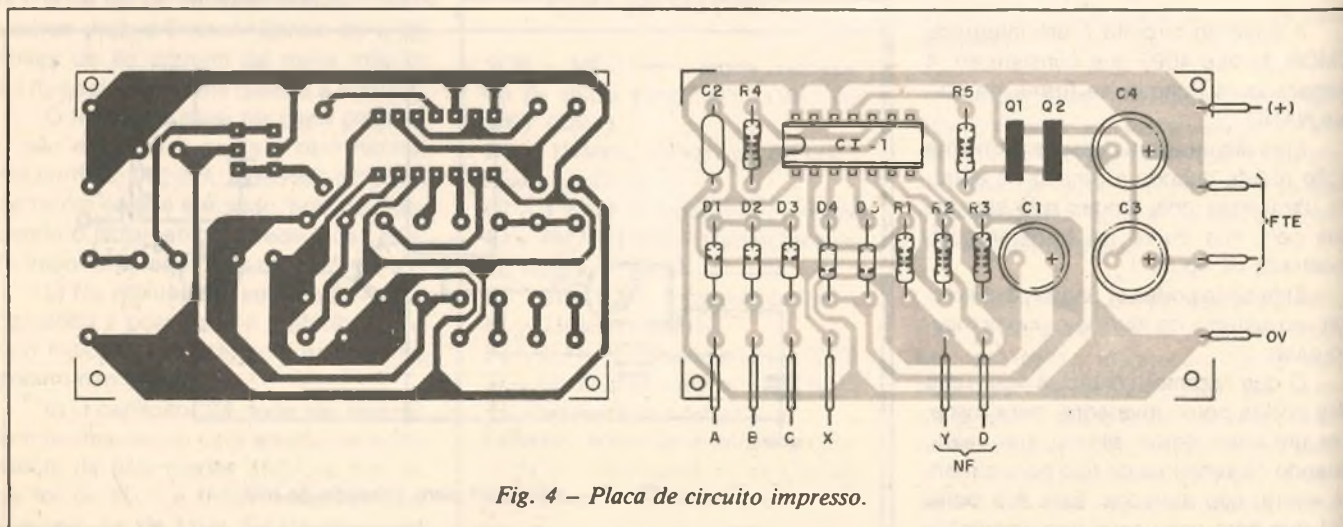 C2 R4 R5 Q1 Q2 C4
(+)
CI-1
FTE
D1 D2 D3 D4 D5 R1 R2 R3 C1 C3
0V
A B C X Y D
NF
Fig. 4 – Placa de circuito impresso.